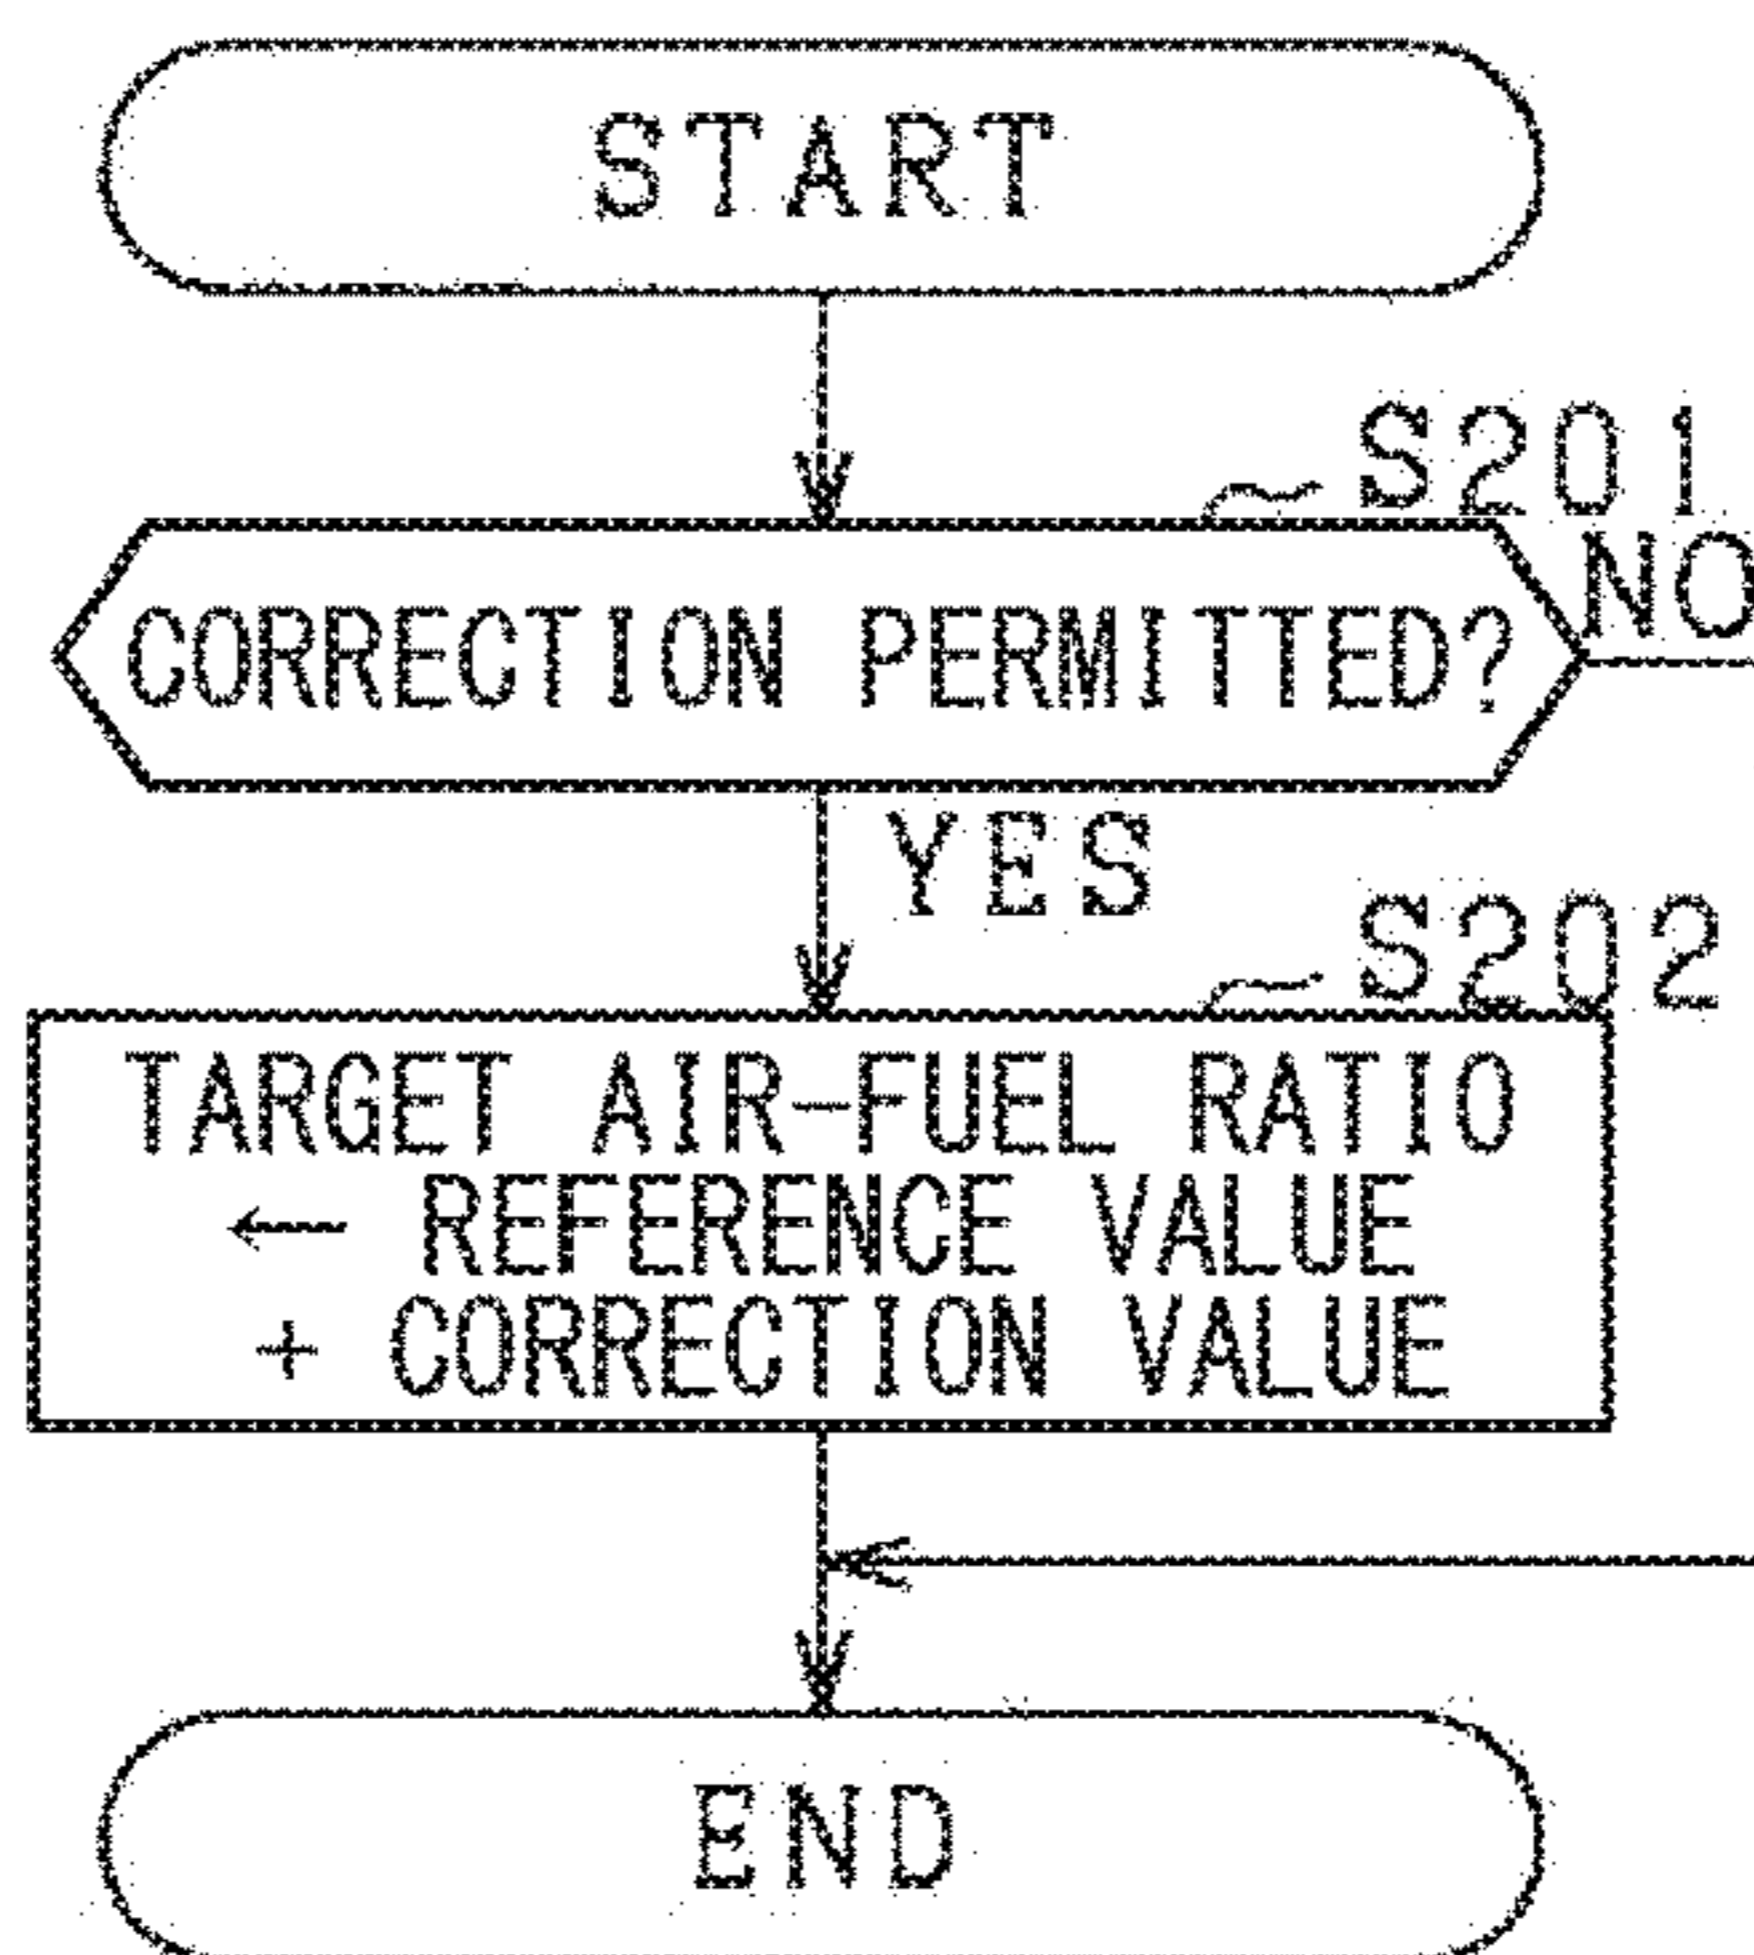 START
S201
NO
CORRECTION PERMITTED?
YES
S202
TARGET AIR-FUEL RATIO
← REFERENCE VALUE
+ CORRECTION VALUE
END